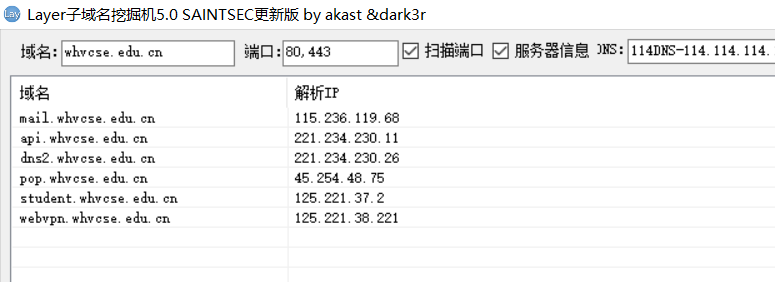 Lay
Layer子域名挖掘机5.0 SAINTSEC更新版 by akast &dark3r
域名: whvcse.edu.cn 端口: 80,443 扫描端口 服务器信息 DNS: 114DNS-114.114.114.
域名 解析IP
mail.whvcse.edu.cn 115.236.119.68
api.whvcse.edu.cn 221.234.230.11
dns2.whvcse.edu.cn 221.234.230.26
pop.whvcse.edu.cn 45.254.48.75
student.whvcse.edu.cn 125.221.37.2
webvpn.whvcse.edu.cn 125.221.38.221